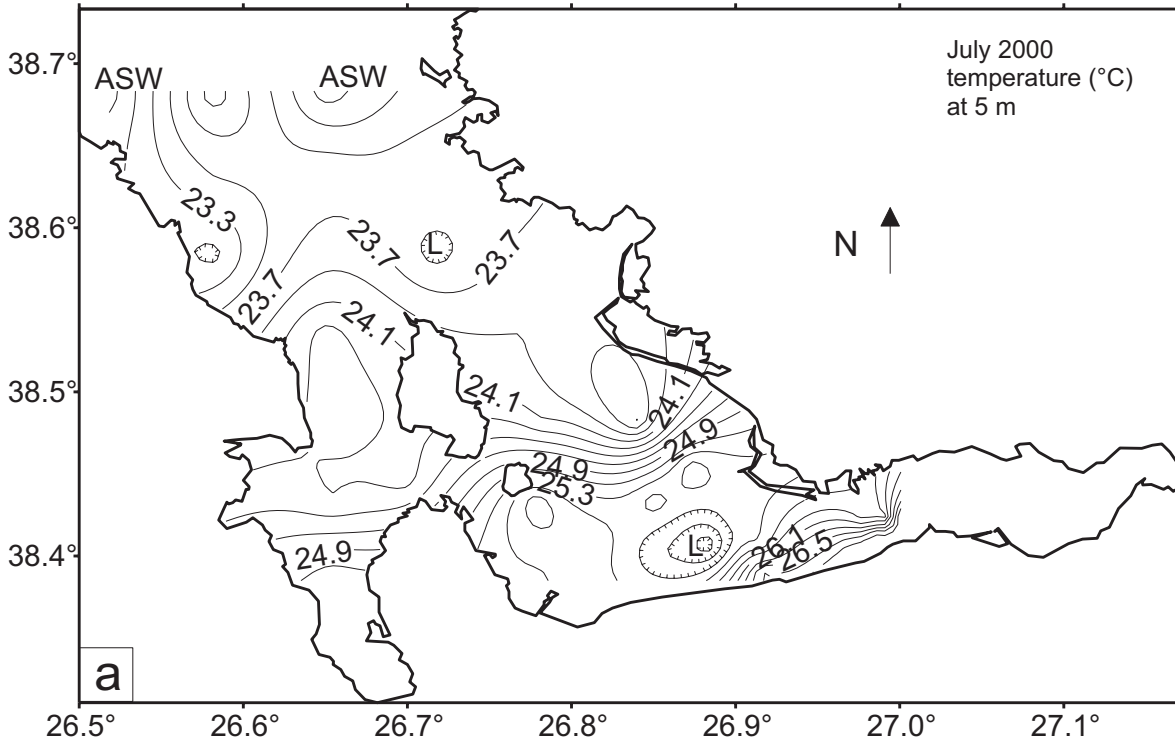 38.7°
38.6°
38.5°
38.4°
ASW
ASW
July 2000
temperature (°C)
at 5 m
N
23.3
23.7
L
23.7
23.7
24.1
24.1
24.1
24.9
24.9
25.3
24.9
L
26.1
26.5
a
26.5° 26.6° 26.7° 26.8° 26.9° 27.0° 27.1°